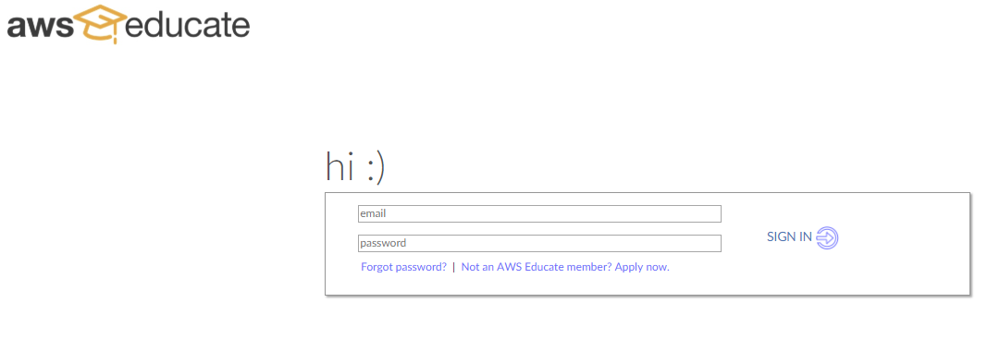 aws educate
hi :)
email
password
SIGN IN
Forgot password? | Not an AWS Educate member? Apply now.